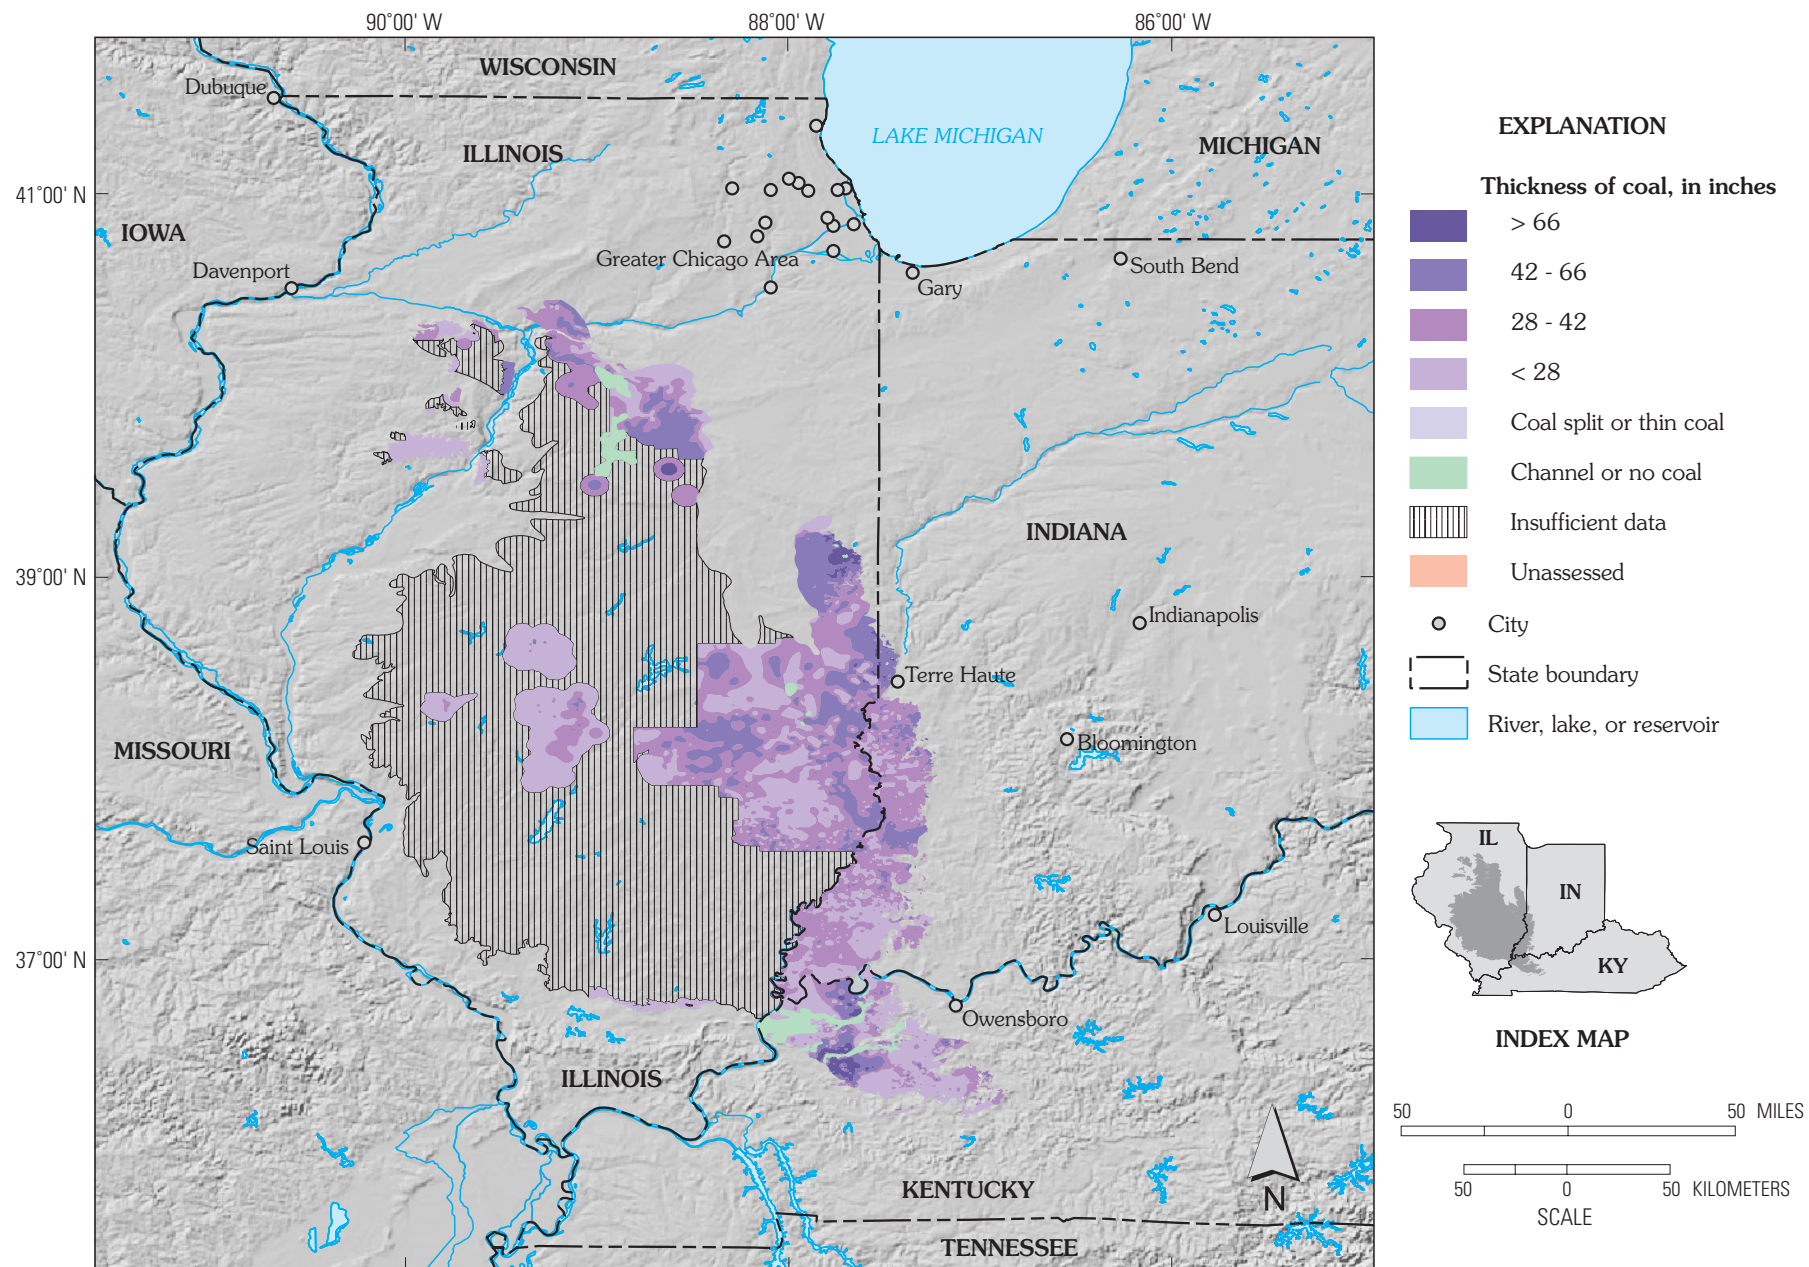 90°00' W
88°00' W
86°00' W
WISCONSIN
Dubuque
LAKE MICHIGAN
ILLINOIS
MICHIGAN
41°00' N
IOWA
Greater Chicago Area
Davenport
South Bend
Gary
INDIANA
39°00' N
Indianapolis
Terre Haute
MISSOURI
Bloomington
Saint Louis
Louisville
37°00' N
Owensboro
ILLINOIS
KENTUCKY
N
TENNESSEE
EXPLANATION
Thickness of coal, in inches
> 66
42 - 66
28 - 42
< 28
Coal split or thin coal
Channel or no coal
Insufficient data
Unassessed
City
State boundary
River, lake, or reservoir
IL
IN
KY
INDEX MAP
50 0 50 MILES
50 0 50 KILOMETERS
SCALE